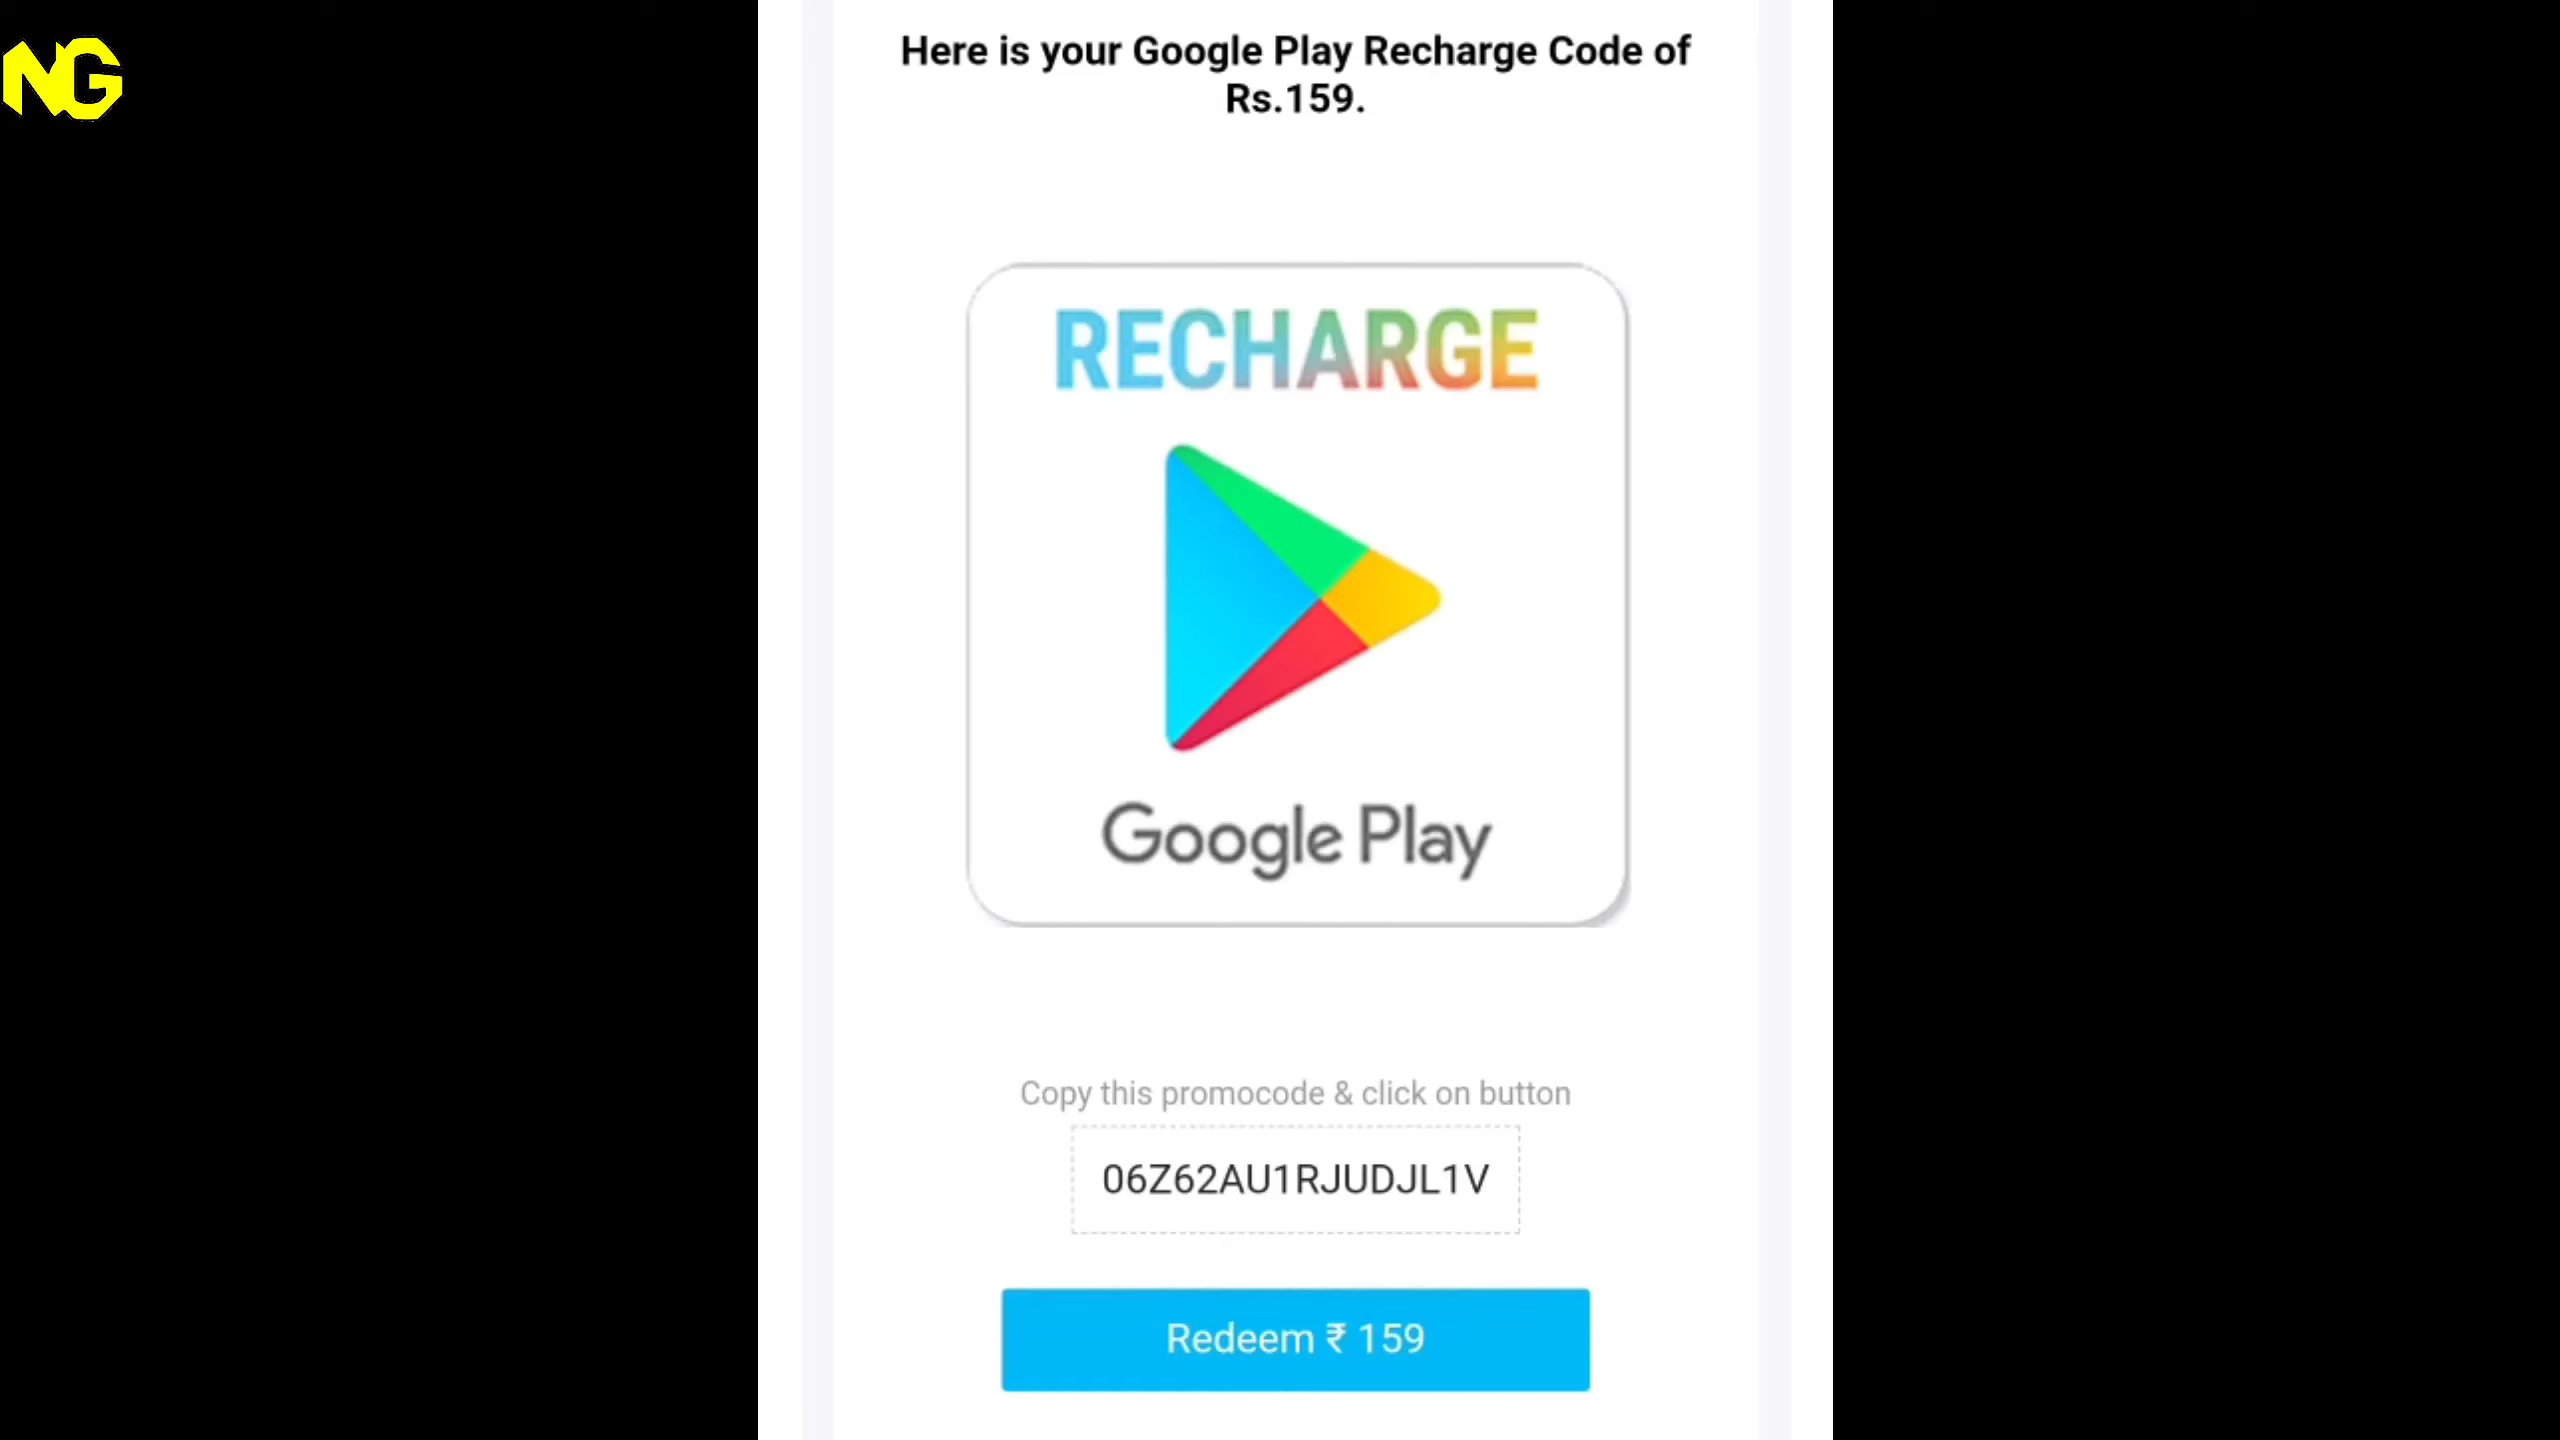 NG
Here is your Google Play Recharge Code of
Rs.159.
RECHARGE
Google Play
Copy this promocode & click on button
06Z62AU1RJUDJL1V
Redeem ₹ 159